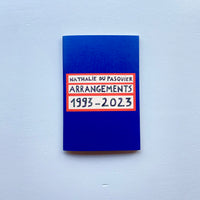 NATHALIE DU PASQUIER
ARRANGEMENTS
1993-2023